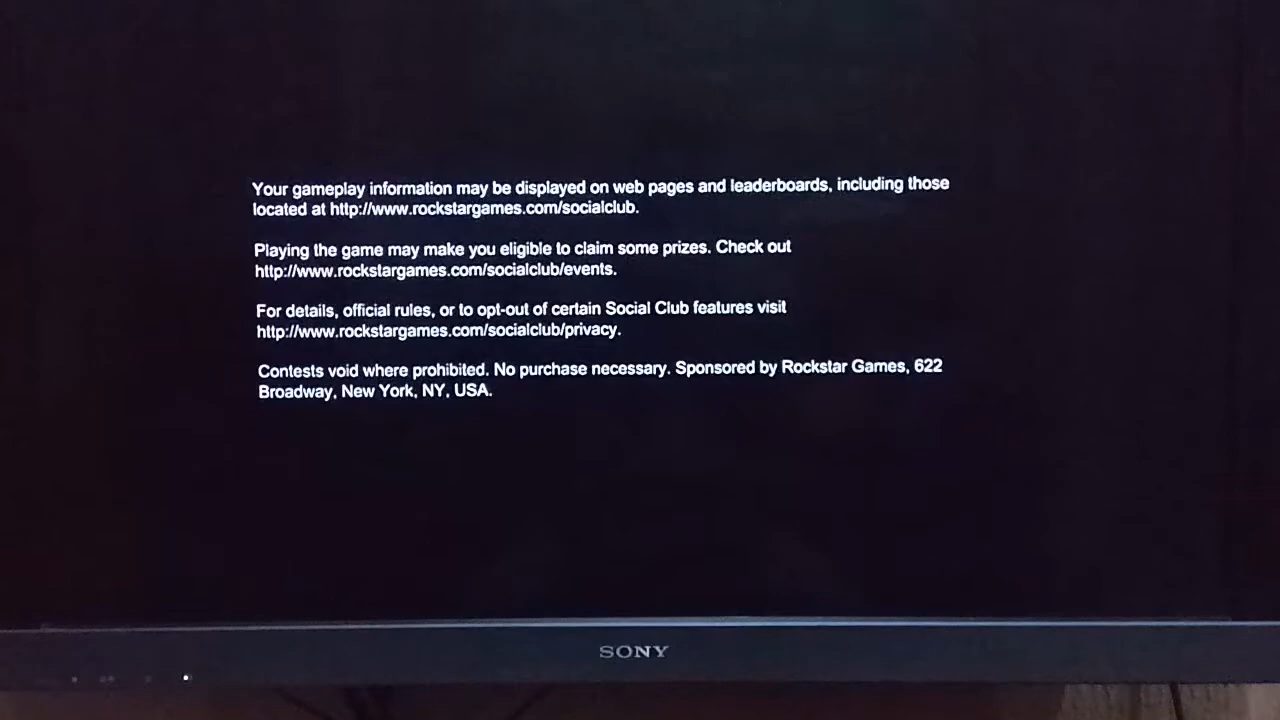 Your gameplay information may be displayed on web pages and leaderboards, including those
located at http://www.rockstargames.com/socialclub.
Playing the game may make you eligible to claim some prizes. Check out
http://www.rockstargames.com/socialclub/events.
For details, official rules, or to opt-out of certain Social Club features visit
http://www.rockstargames.com/socialclub/privacy.
Contests void where prohibited. No purchase necessary. Sponsored by Rockstar Games, 622
Broadway, New York, NY, USA.
SONY